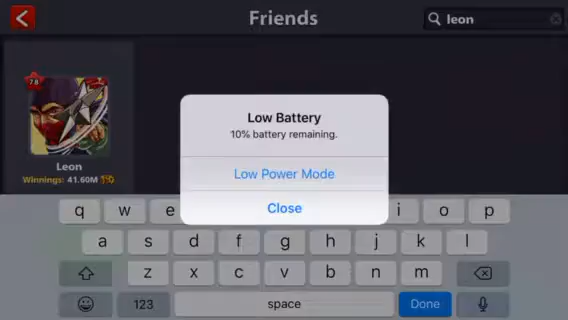 Friends
leon
78
Leon
Winnings: 41.60M
Low Battery
10% battery remaining.
Low Power Mode
Close
q w e i o p
a s d f g h j k l
z x c v b n m
123 space Done